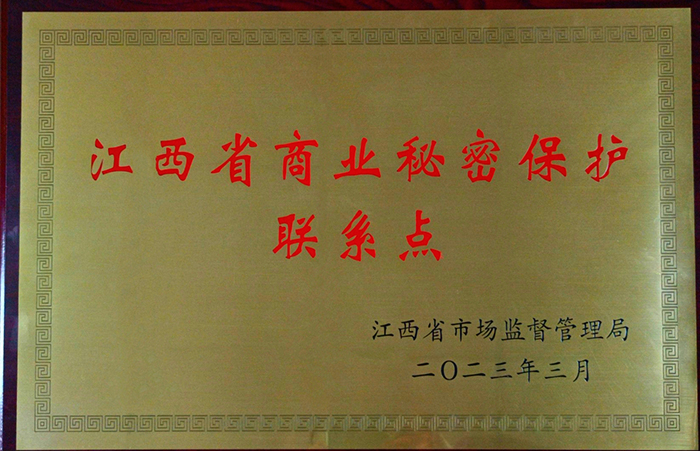 江西省商业秘密保护
联系点
江西省市场监督管理局
二〇二三年三月